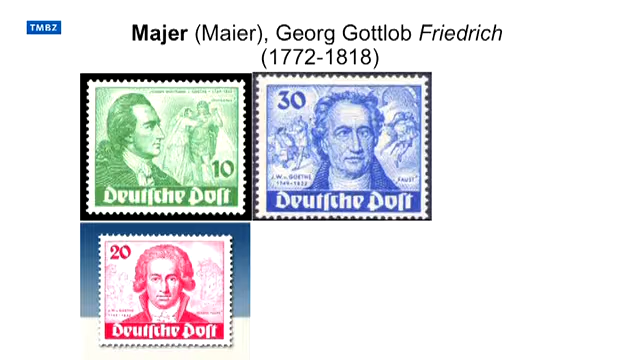 TMBZ
Majer (Maier), Georg Gottlob Friedrich
(1772-1818)
10
Deutsche Post
30
J.W.v. GOETHE
1749-1832
FAUST
Deutsche Post
20
Deutsche Post